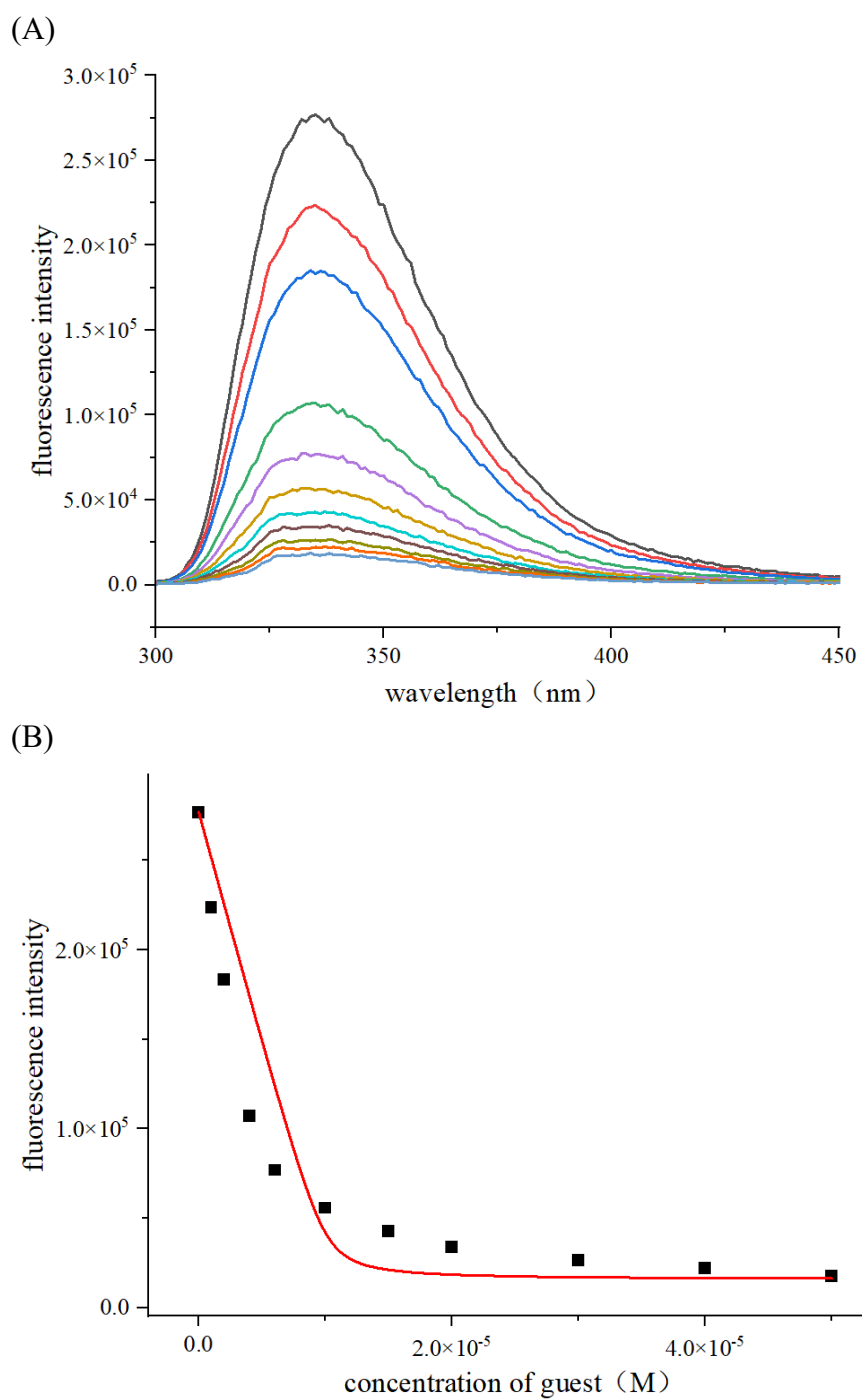 (A)
3.0×10⁵
2.5×10⁵
2.0×10⁵
1.5×10⁵
1.0×10⁵
5.0×10⁴
0.0
fluorescence intensity
300
350
400
450
wavelength（nm）
(B)
2.0×10⁵
1.0×10⁵
0.0
fluorescence intensity
0.0
2.0×10⁻⁵
4.0×10⁻⁵
concentration of guest（M）